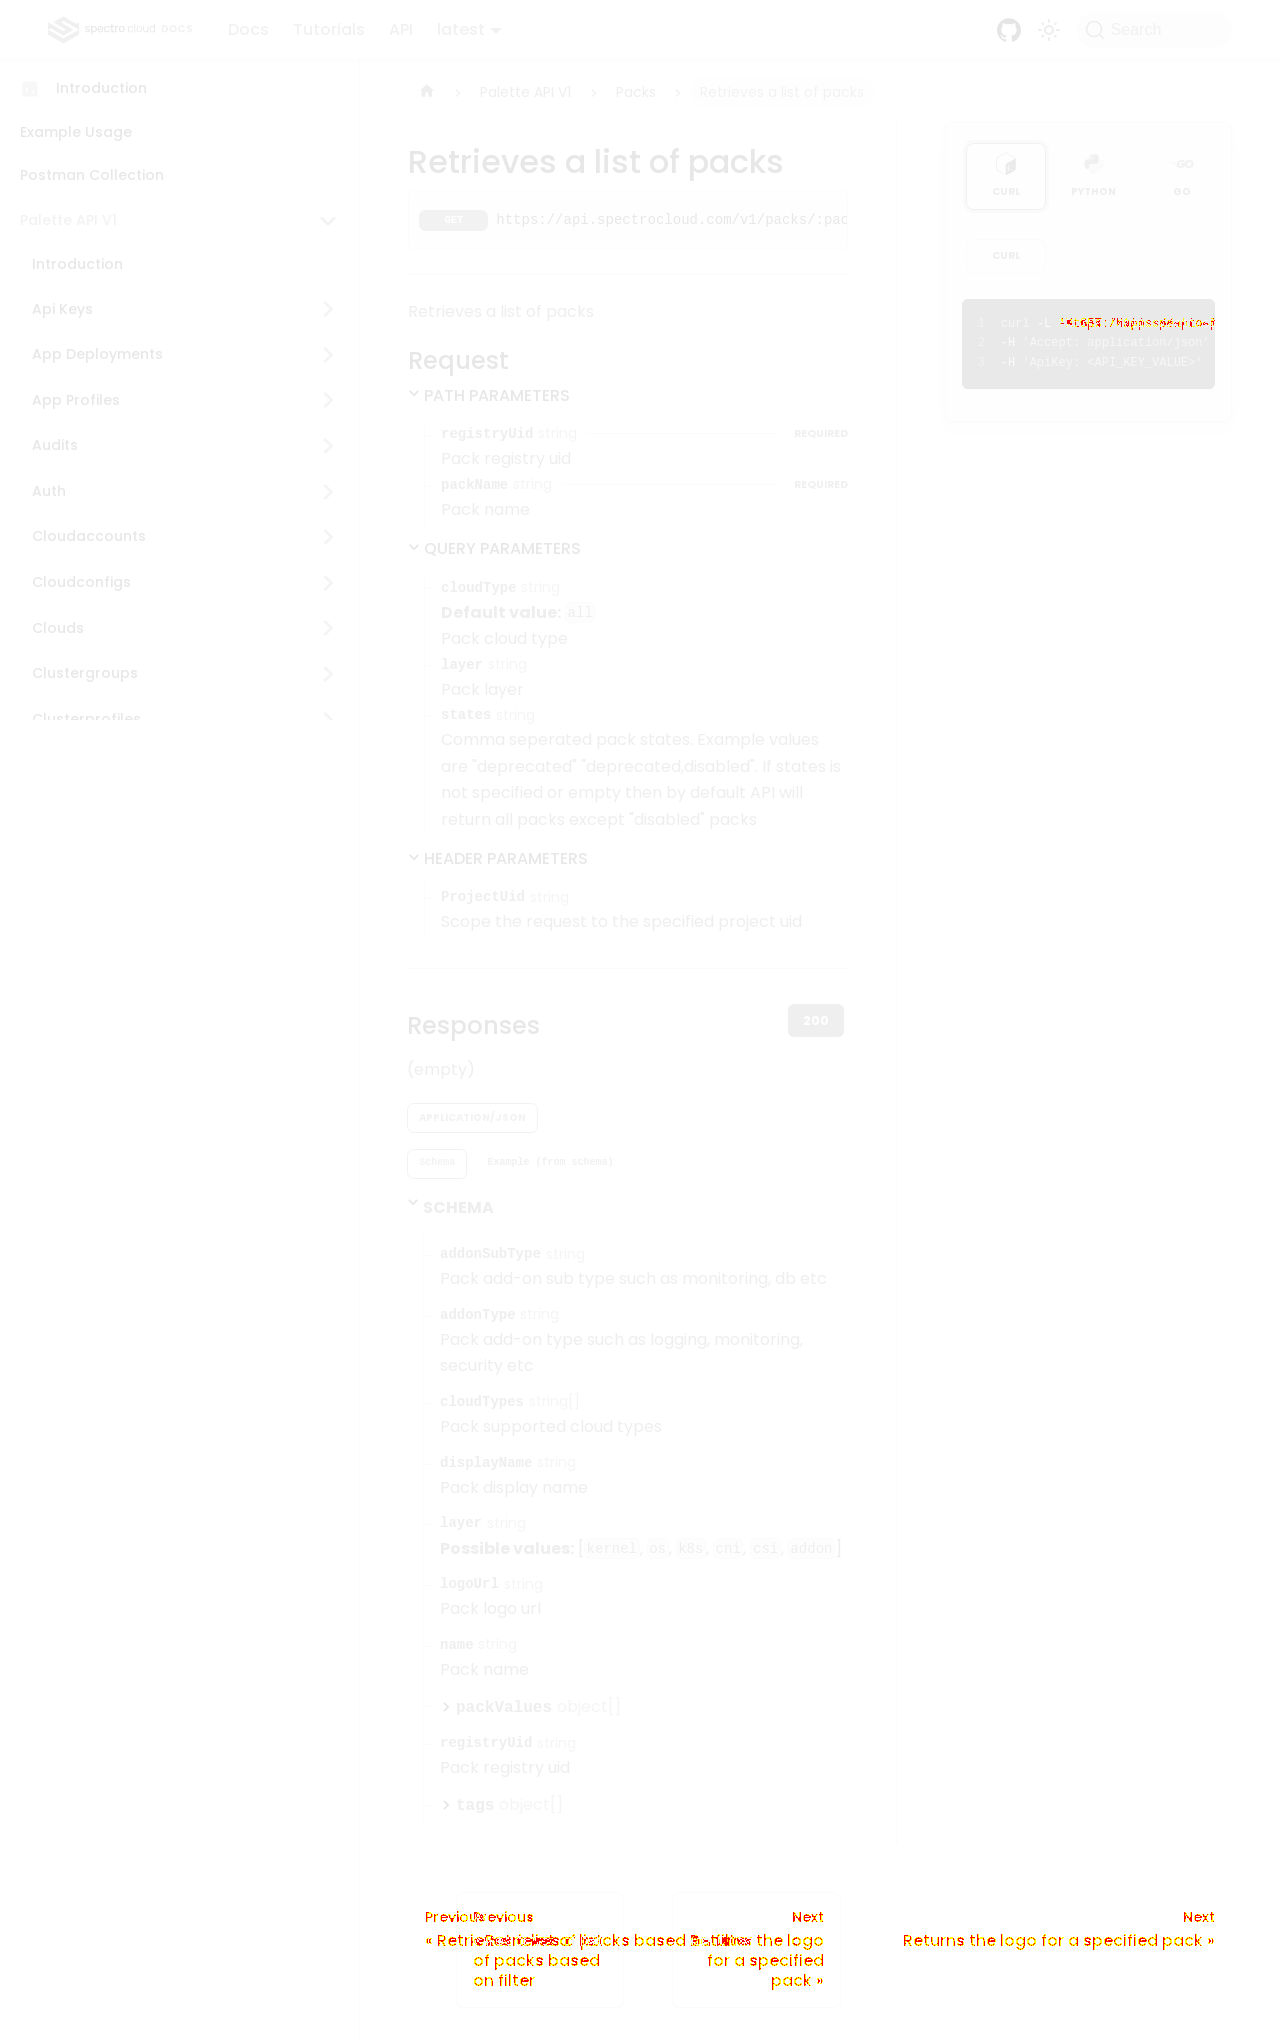 spectro cloud DOCS Docs Tutorials API latest Search
Introduction
Example Usage
Postman Collection
Palette API V1
Introduction
Api Keys
App Deployments
App Profiles
Audits
Auth
Cloudaccounts
Cloudconfigs
Clouds
Clustergroups
Clusterprofiles
Palette API V1 Packs Retrieves a list of packs
Retrieves a list of packs
GET https://api.spectrocloud.com/v1/packs/:pac
Retrieves a list of packs
Request
PATH PARAMETERS
registryUid string REQUIRED
Pack registry uid
packName string REQUIRED
Pack name
QUERY PARAMETERS
cloudType string
Default value: all
Pack cloud type
layer string
Pack layer
states string
Comma seperated pack states. Example values
are "deprecated" "deprecated,disabled". If states is
not specified or empty then by default API will
return all packs except "disabled" packs
HEADER PARAMETERS
ProjectUid string
Scope the request to the specified project uid
Responses 200
(empty)
APPLICATION/JSON
Schema Example (from schema)
SCHEMA
addonSubType string
Pack add-on sub type such as monitoring, db etc
addonType string
Pack add-on type such as logging, monitoring,
security etc
cloudTypes string[]
Pack supported cloud types
displayName string
Pack display name
layer string
Possible values: [kernel, os, k8s, cni, csi, addon]
logoUrl string
Pack logo url
name string
Pack name
packValues object[]
registryUid string
Pack registry uid
tags object[]
CURL PYTHON GO
CURL
1 curl -L
2 -H 'Accept: application/json'
3 -H 'ApiKey: <API_KEY_VALUE>'
Previous Previous Next Next
of packs based
on filter
the logo
for a specified
pack »
Returns the logo for a specified pack »